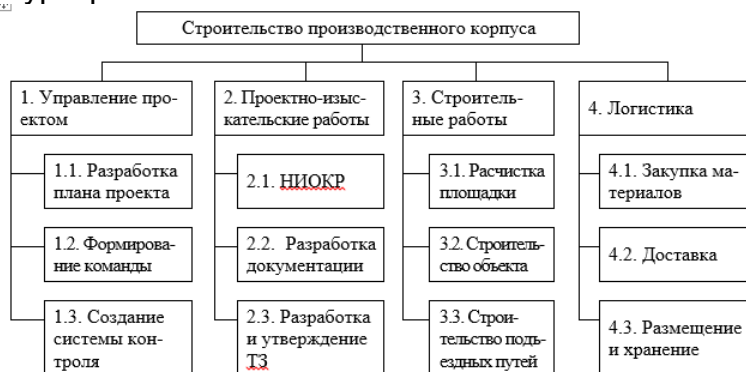 Строительство производственного корпуса
1. Управление про-
ектом
1.1. Разработка
плана проекта
1.2. Формирова-
ние команды
1.3. Создание
системы кон-
троля
2. Проектно-изыс-
кательские работы
2.1. НИОКР
2.2. Разработка
документации
2.3. Разработка
и утверждение
ТЗ
3. Строитель-
ные работы
3.1. Расчистка
площадки
3.2. Строитель-
ство объекта
3.3. Строи-
тельство подъ-
ездных путей
4. Логистика
4.1. Закупка ма-
териалов
4.2. Доставка
4.3. Размещение
и хранение